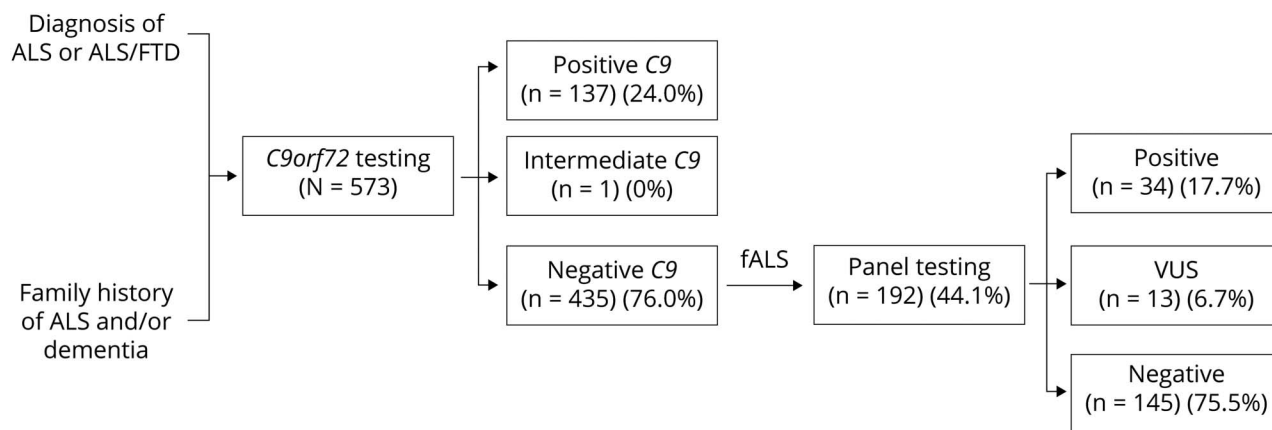 Diagnosis of
ALS or ALS/FTD
Family history
of ALS and/or
dementia
C9orf72 testing
(N = 573)
Positive C9
(n = 137) (24.0%)
Intermediate C9
(n = 1) (0%)
Negative C9
(n = 435) (76.0%)
fALS
Panel testing
(n = 192) (44.1%)
Positive
(n = 34) (17.7%)
VUS
(n = 13) (6.7%)
Negative
(n = 145) (75.5%)